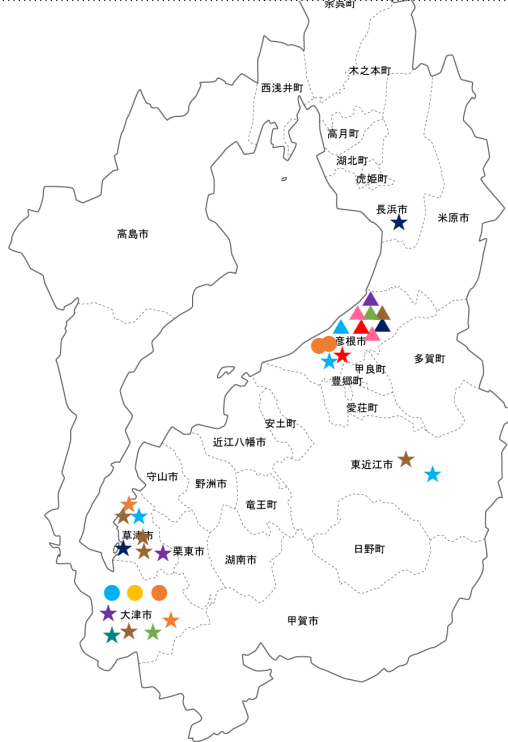 余呉町
木之本町
西浅井町
高月町
湖北町
虎姫町
長浜市
米原市
高島市
彦根市
多賀町
甲良町
豊郷町
愛荘町
安土町
近江八幡市
東近江市
守山市
野洲市
竜王町
草津市
栗東市
湖南市
日野町
大津市
甲賀市